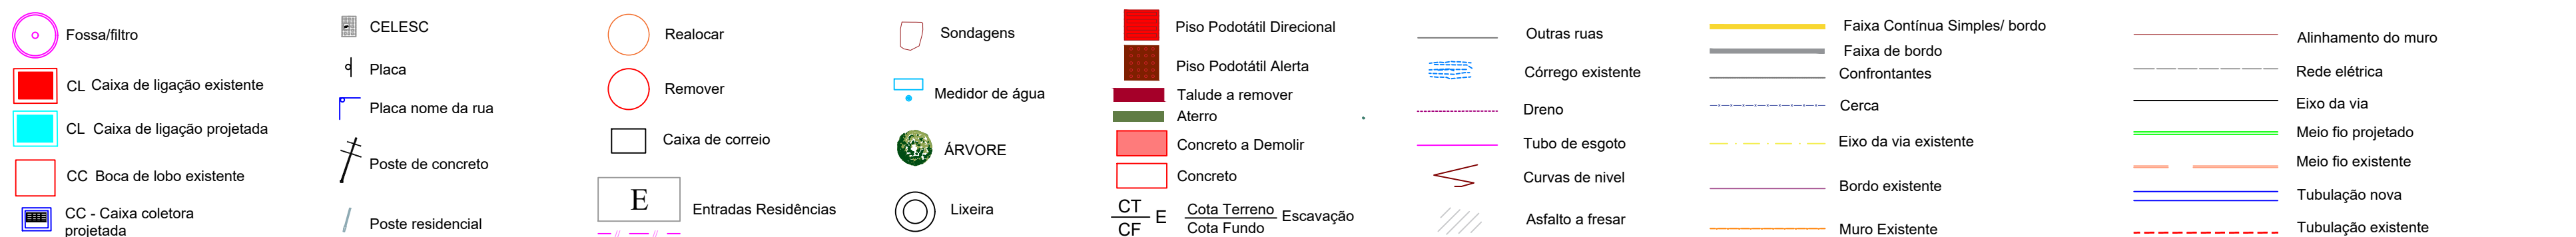 Fossa/filtro
CL Caixa de ligação existente
CL Caixa de ligação projetada
CC Boca de lobo existente
CC - Caixa coletora
projetada
CELESC
Placa
Placa nome da rua
Poste de concreto
Poste residencial
Realocar
Remover
Caixa de correio
E Entradas Residências
Sondagens
Medidor de água
ÁRVORE
Lixeira
Piso Podotátil Direcional
Piso Podotátil Alerta
Talude a remover
Aterro
Concreto a Demolir
Concreto
CT
CF
E
Cota Terreno
Cota Fundo
Escavação
Outras ruas
Córrego existente
Dreno
Tubo de esgoto
Curvas de nivel
Asfalto a fresar
Faixa Contínua Simples/ bordo
Faixa de bordo
Confrontantes
Cerca
Eixo da via existente
Bordo existente
Muro Existente
Alinhamento do muro
Rede elétrica
Eixo da via
Meio fio projetado
Meio fio existente
Tubulação nova
Tubulação existente